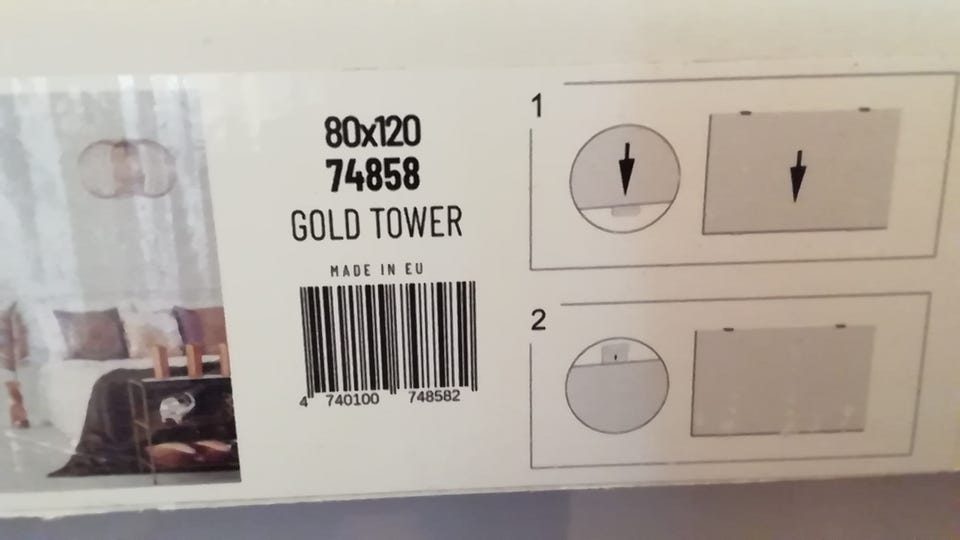 80x120
74858
GOLD TOWER
MADE IN EU
4 740100 748582
1
2